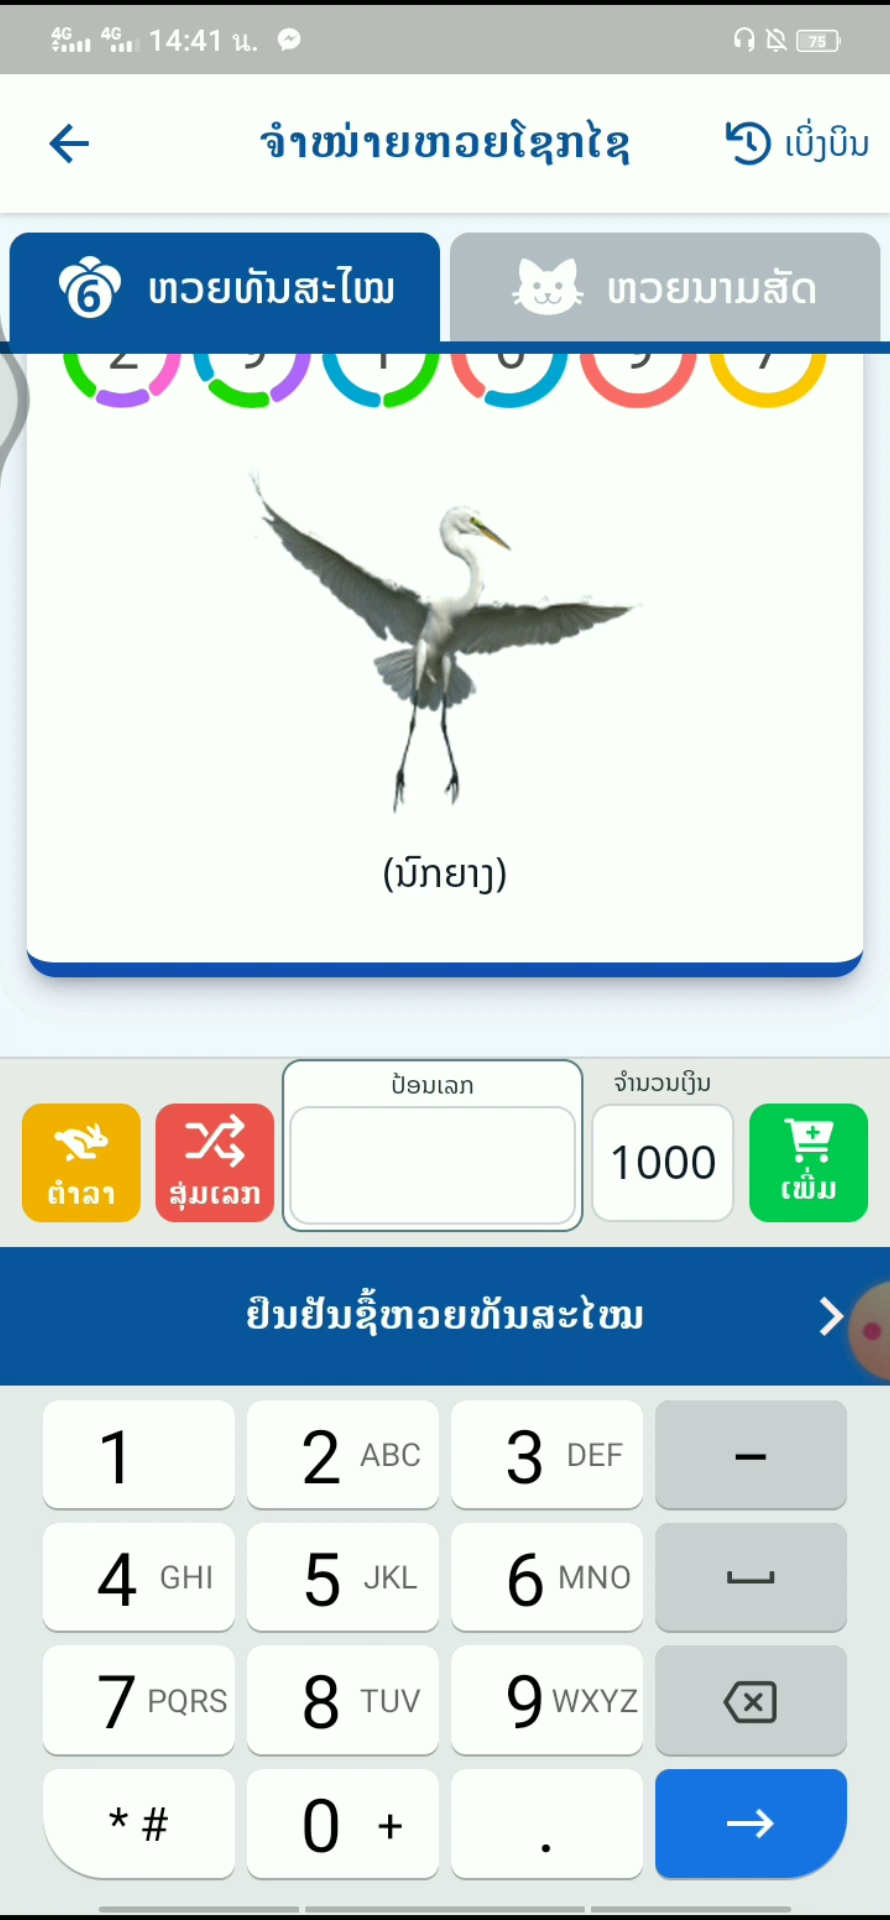 4G 4G 14:41 น. 75
ຈຳໜ່າຍຫວຍໂຊກໄຊ ເບິ່ງບິນ
6 ຫວຍທັນສະໄໝ ຫວຍນາມສັດ
(ນົກຍາງ)
ປ້ອນເລກ ຈຳນວນເງິນ
ຕຳລາ ສຸ່ມເລກ 1000 ເພີ່ມ
ຢືນຢັນຊື້ຫວຍທັນສະໄໝ
1 2 ABC 3 DEF –
4 GHI 5 JKL 6 MNO
7 PQRS 8 TUV 9 WXYZ
* # 0 + .